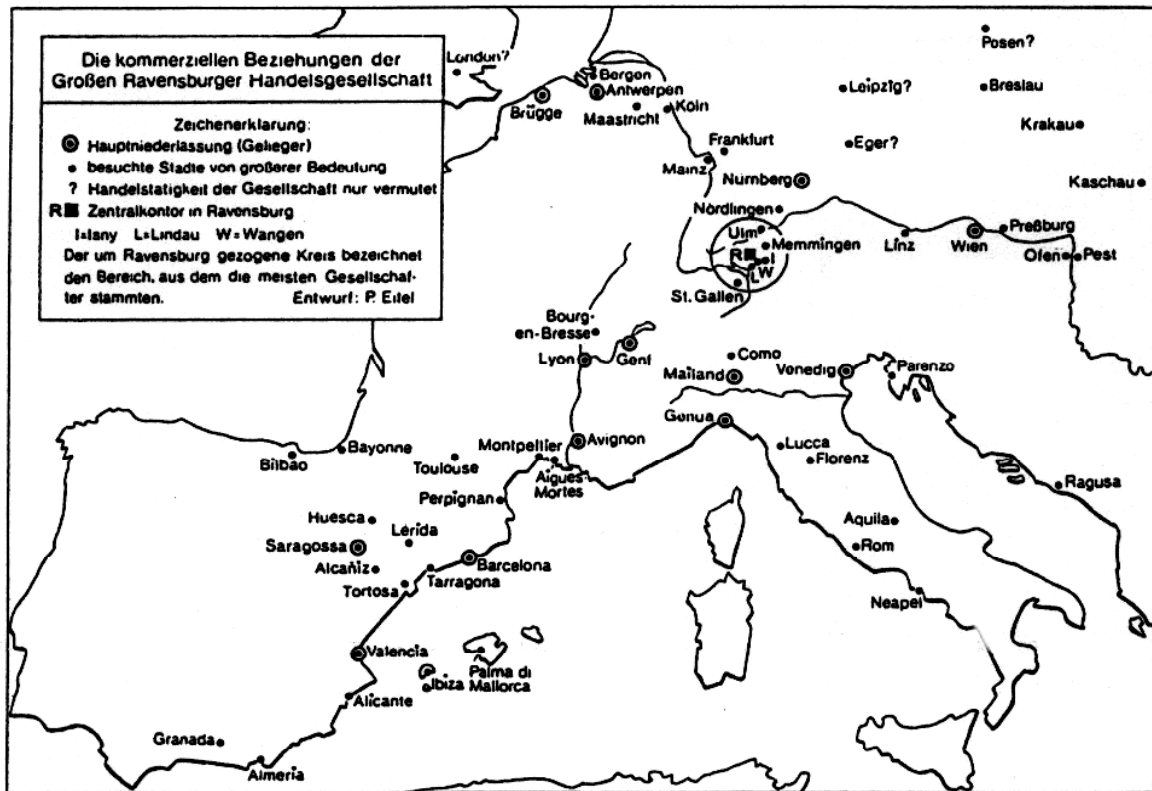 Die kommerziellen Beziehungen der
Großen Ravensburger Handelsgesellschaft
Zeichenerklarung:
Hauptniederlassung (Gelieger)
besuchte Stadte von großerer Bedeutung
? Handelstatigkeit der Gesellschaft nur vermutet
R Zentralkontor in Ravensburg
I=Isny L=Lindau W=Wangen
Der um Ravensburg gezogene Kreis bezeichnet
den Bereich, aus dem die meisten Gesellschaf-
ter stammten. Entwurf: P. Eitel
London?
Posen?
Bergen
Antwerpen
Brügge
Maastricht
Köln
Leipzig?
Breslau
Krakau
Frankfurt
Mainz
Eger?
Nürnberg
Kaschau
Nördlingen
Ulm
Memmingen
R I
L W
St. Gallen
Linz
Wien
Preßburg
Ofen
Pest
Bourg-
en-Bresse
Lyon
Genf
Como
Mailand
Venedig
Parenzo
Genua
Avignon
Lucca
Florenz
Ragusa
Bilbao
Bayonne
Toulouse
Montpellier
Aigues-
Mortes
Perpignan
Huesca
Lerida
Saragossa
Alcañiz
Barcelona
Tarragona
Tortosa
Aquila
Rom
Neapel
Valencia
Ibiza
Palma di
Mallorca
Alicante
Granada
Almeria